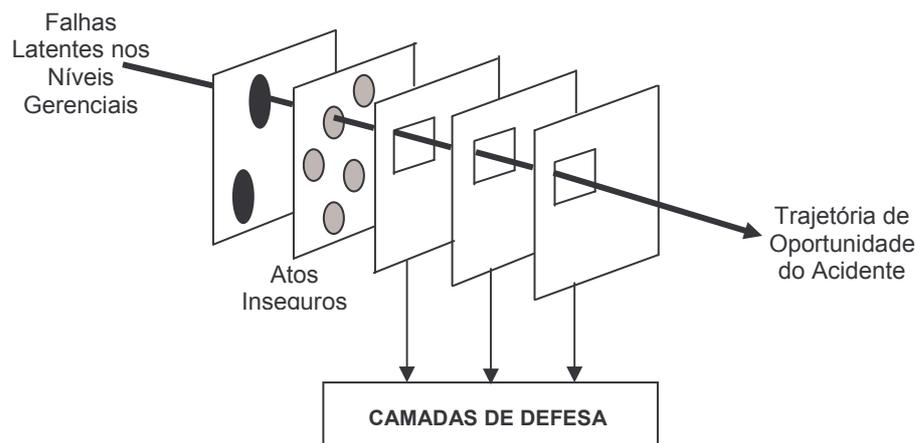 Falhas
Latentes nos
Níveis
Gerenciais
Atos
Inseguros
Trajetória de
Oportunidade
do Acidente
CAMADAS DE DEFESA